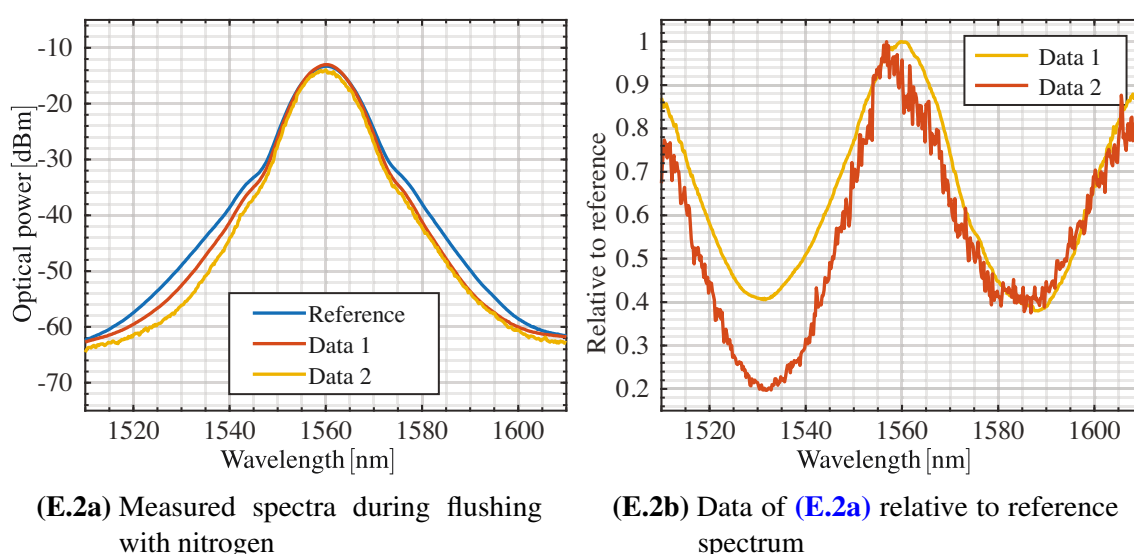 -10
-20
-30
-40
-50
-60
-70
Optical power [dBm]
Reference
Data 1
Data 2
1520
1540
1560
1580
1600
Wavelength [nm]
(E.2a) Measured spectra during flushing
with nitrogen
1
0.9
0.8
0.7
0.6
0.5
0.4
0.3
0.2
Relative to reference
Data 1
Data 2
1520
1540
1560
1580
1600
Wavelength [nm]
(E.2b) Data of (E.2a) relative to reference
spectrum